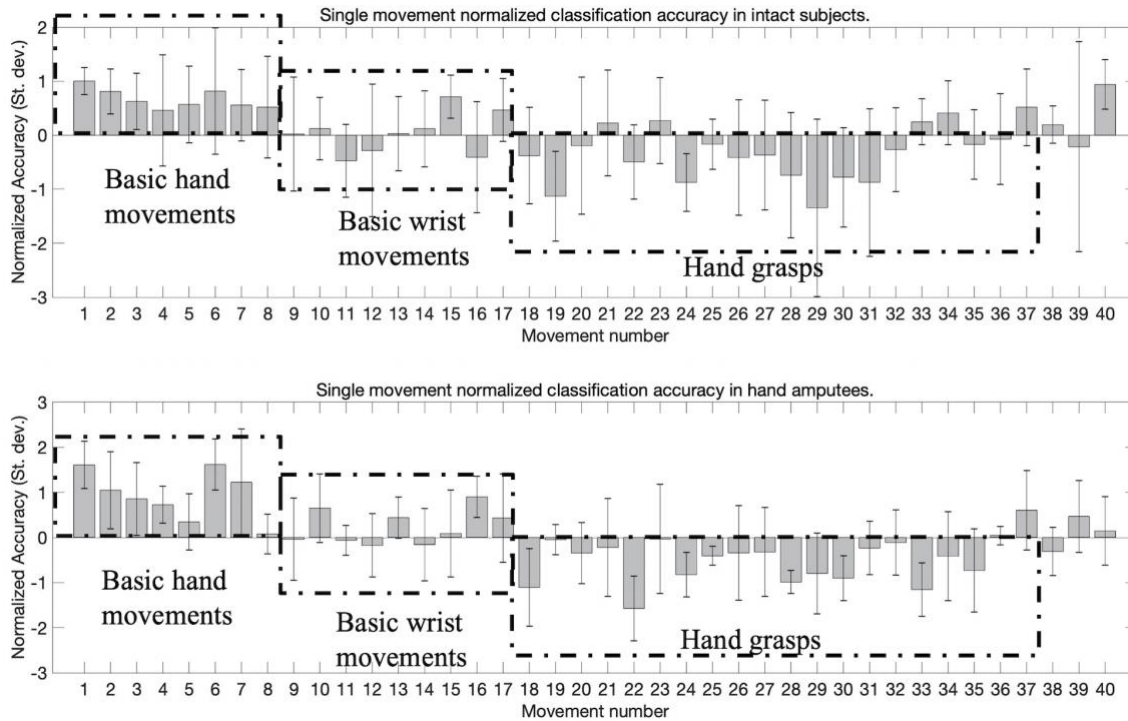 Single movement normalized classification accuracy in intact subjects.
Normalized Accuracy (St. dev.)
2
1
0
-1
-2
-3
Basic hand
movements
Basic wrist
movements
Hand grasps
1 2 3 4 5 6 7 8 9 10 11 12 13 14 15 16 17 18 19 20 21 22 23 24 25 26 27 28 29 30 31 32 33 34 35 36 37 38 39 40
Movement number
Single movement normalized classification accuracy in hand amputees.
Normalized Accuracy (St. dev.)
3
2
1
0
-1
-2
-3
Basic hand
movements
Basic wrist
movements
Hand grasps
1 2 3 4 5 6 7 8 9 10 11 12 13 14 15 16 17 18 19 20 21 22 23 24 25 26 27 28 29 30 31 32 33 34 35 36 37 38 39 40
Movement number